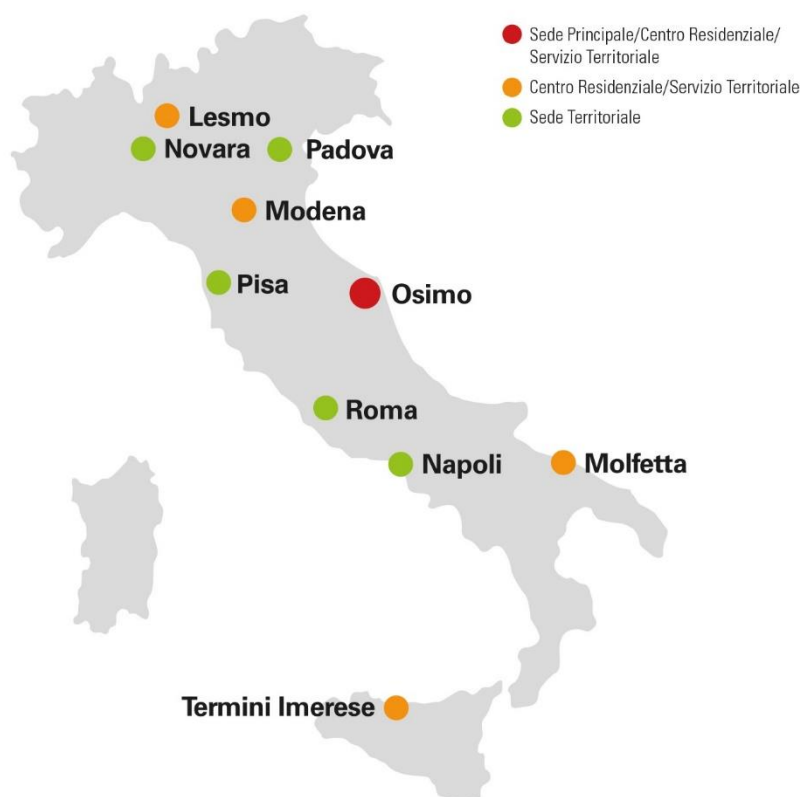 Sede Principale/Centro Residenziale/
Servizio Territoriale
Centro Residenziale/Servizio Territoriale
Sede Territoriale
Lesmo
Novara
Padova
Modena
Pisa
Osimo
Roma
Napoli
Molfetta
Termini Imerese